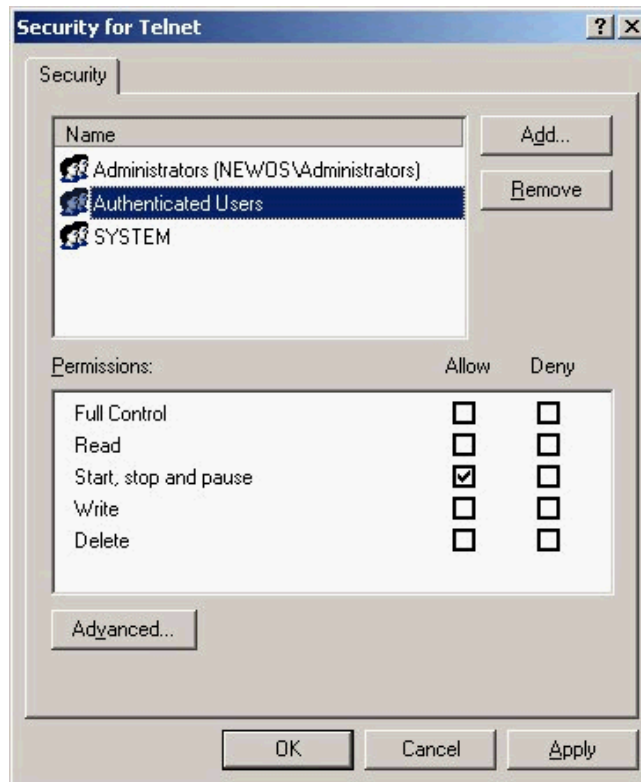 Security for Telnet
Security
Name
Add...
Administrators (NEWOS\Administrators)
Authenticated Users
Remove
SYSTEM
Permissions: Allow Deny
Full Control
Read
Start, stop and pause
Write
Delete
Advanced...
OK Cancel Apply